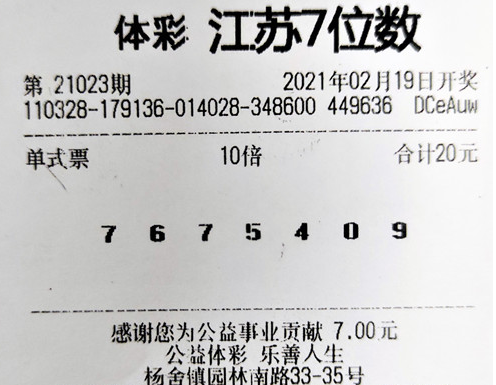 体彩 江苏7位数
第 21023期 2021年02月19日开奖
110328-179136-014028-348600 449636 DCeAuw
单式票 10倍 合计20元
7 6 7 5 4 0 9
感谢您为公益事业贡献 7.00元
公益体彩 乐善人生
杨舍镇园林南路33-35号